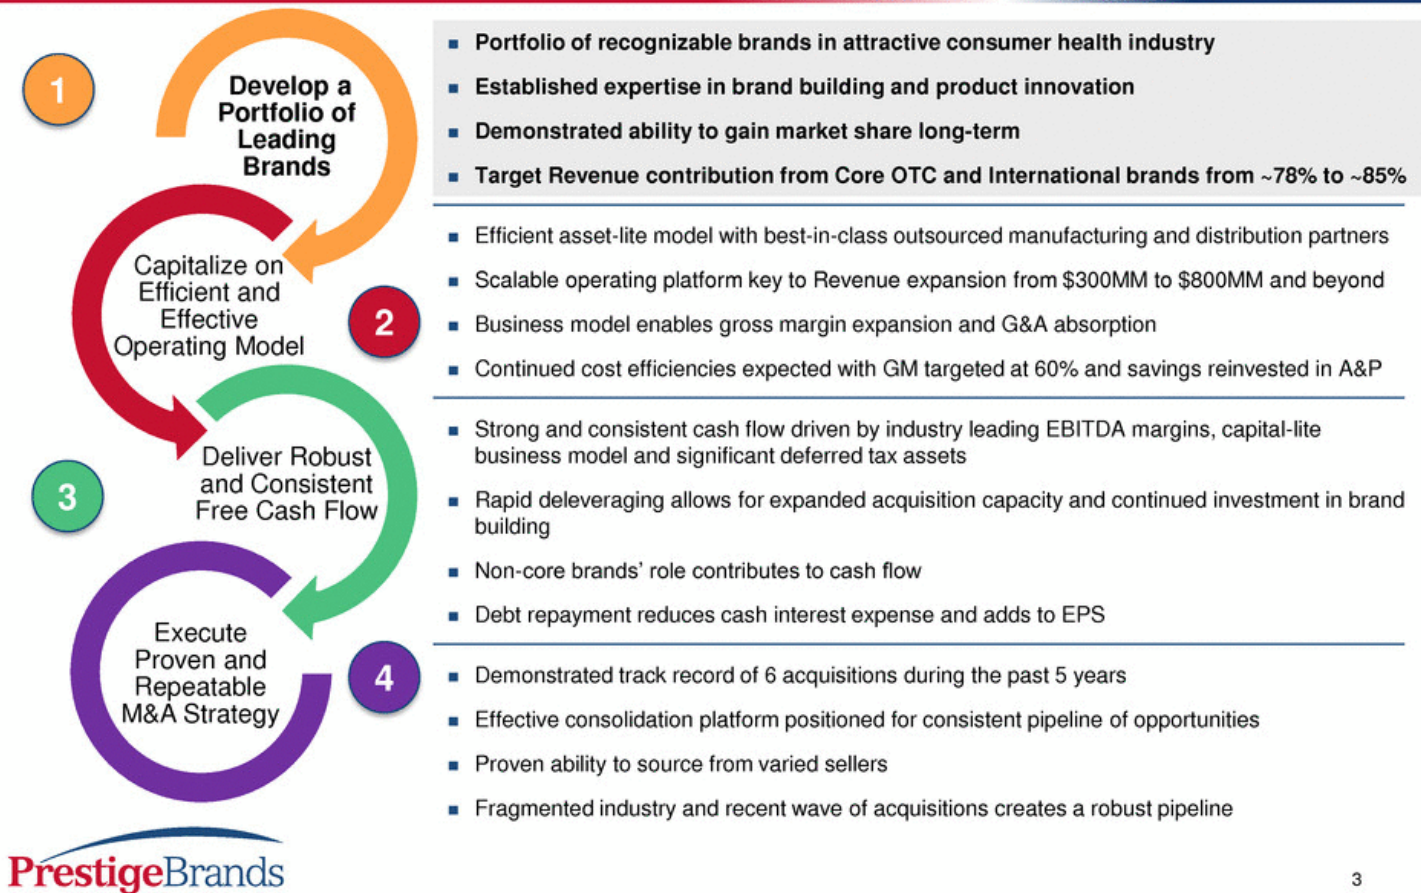 1
Develop a
Portfolio of
Leading
Brands
Portfolio of recognizable brands in attractive consumer health industry
Established expertise in brand building and product innovation
Demonstrated ability to gain market share long-term
Target Revenue contribution from Core OTC and International brands from ~78% to ~85%
Capitalize on
Efficient and
Effective
Operating Model
2
Efficient asset-lite model with best-in-class outsourced manufacturing and distribution partners
Scalable operating platform key to Revenue expansion from $300MM to $800MM and beyond
Business model enables gross margin expansion and G&A absorption
Continued cost efficiencies expected with GM targeted at 60% and savings reinvested in A&P
3
Deliver Robust
and Consistent
Free Cash Flow
Strong and consistent cash flow driven by industry leading EBITDA margins, capital-lite
business model and significant deferred tax assets
Rapid deleveraging allows for expanded acquisition capacity and continued investment in brand
building
Non-core brands' role contributes to cash flow
Debt repayment reduces cash interest expense and adds to EPS
Execute
Proven and
Repeatable
M&A Strategy
4
Demonstrated track record of 6 acquisitions during the past 5 years
Effective consolidation platform positioned for consistent pipeline of opportunities
Proven ability to source from varied sellers
Fragmented industry and recent wave of acquisitions creates a robust pipeline
PrestigeBrands
3